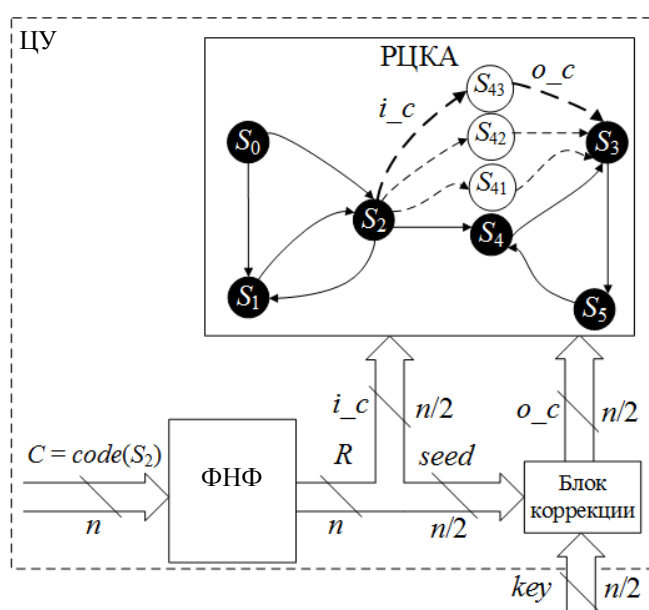 ЦУ
РЦКА
S₄₃
o_c
i_c
S₄₂
S₀
S₃
S₄₁
S₂
S₄
S₁
S₅
i_c
n/2
o_c
n/2
C = code(S₂)
ФНФ
R
seed
Блок
коррекции
n
n
n/2
key
n/2